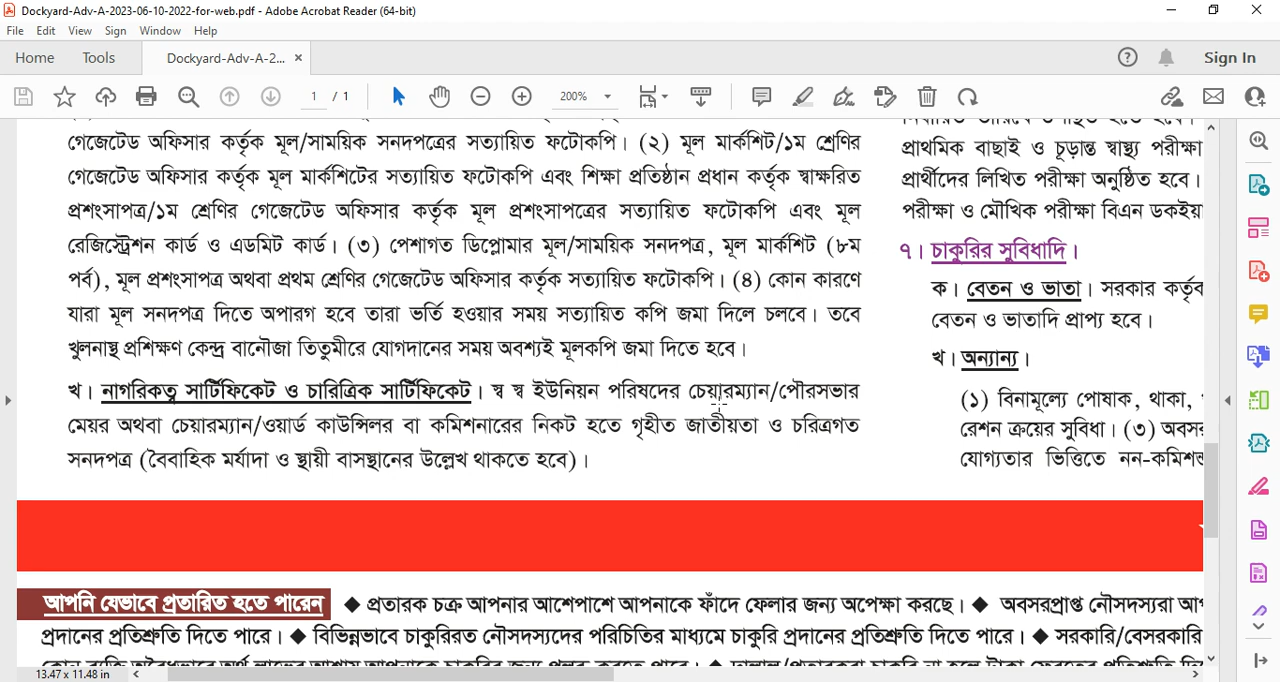 Dockyard-Adv-A-2023-06-10-2022-for-web.pdf - Adobe Acrobat Reader (64-bit)
File Edit View Sign Window Help
Home Tools Dockyard-Adv-A-2... × Sign In
1 / 1 200%
গেজেটেড অফিসার কর্তৃক মূল/সাময়িক সনদপত্রের সত্যায়িত ফটোকপি। (২) মূল মার্কশিট/১ম শ্রেণির
গেজেটেড অফিসার কর্তৃক মূল মার্কশিটের সত্যায়িত ফটোকপি এবং শিক্ষা প্রতিষ্ঠান প্রধান কর্তৃক স্বাক্ষরিত
প্রশংসাপত্র/১ম শ্রেণির গেজেটেড অফিসার কর্তৃক মূল প্রশংসাপত্রের সত্যায়িত ফটোকপি এবং মূল
রেজিস্ট্রেশন কার্ড ও এডমিট কার্ড। (৩) পেশাগত ডিপ্লোমার মূল/সাময়িক সনদপত্র, মূল মার্কশিট (৮ম
পর্ব), মূল প্রশংসাপত্র অথবা প্রথম শ্রেণির গেজেটেড অফিসার কর্তৃক সত্যায়িত ফটোকপি। (৪) কোন কারণে
যারা মূল সনদপত্র দিতে অপারগ হবে তারা ভর্তি হওয়ার সময় সত্যায়িত কপি জমা দিলে চলবে। তবে
খুলনাস্থ প্রশিক্ষণ কেন্দ্র বানৌজা তিতুমীরে যোগদানের সময় অবশ্যই মূলকপি জমা দিতে হবে।
খ। নাগরিকত্ব সার্টিফিকেট ও চারিত্রিক সার্টিফিকেট। স্ব স্ব ইউনিয়ন পরিষদের চেয়ারম্যান/পৌরসভার
মেয়র অথবা চেয়ারম্যান/ওয়ার্ড কাউন্সিলর বা কমিশনারের নিকট হতে গৃহীত জাতীয়তা ও চরিত্রগত
সনদপত্র (বৈবাহিক মর্যাদা ও স্থায়ী বাসস্থানের উল্লেখ থাকতে হবে)।
প্রাথমিক বাছাই ও চূড়ান্ত স্বাস্থ্য পরীক্ষা
প্রার্থীদের লিখিত পরীক্ষা অনুষ্ঠিত হবে।
পরীক্ষা ও মৌখিক পরীক্ষা বিএন ডকইয়া
৭। চাকুরির সুবিধাদি।
ক। বেতন ও ভাতা। সরকার কর্তৃক
বেতন ও ভাতাদি প্রাপ্য হবে।
খ। অন্যান্য।
(১) বিনামূল্যে পোষাক, থাকা,
রেশন ক্রয়ের সুবিধা। (৩) অবসর
যোগ্যতার ভিত্তিতে নন-কমিশ
আপনি যেভাবে প্রতারিত হতে পারেন ◆ প্রতারক চক্র আপনার আশেপাশে আপনাকে ফাঁদে ফেলার জন্য অপেক্ষা করছে। ◆ অবসরপ্রাপ্ত নৌসদস্যরা
প্রদানের প্রতিশ্রুতি দিতে পারে। ◆ বিভিন্নভাবে চাকুরিরত নৌসদস্যদের পরিচিতির মাধ্যমে চাকুরি প্রদানের প্রতিশ্রুতি দিতে পারে। ◆ সরকারি/বেসরকারি
13.47 x 11.48 in